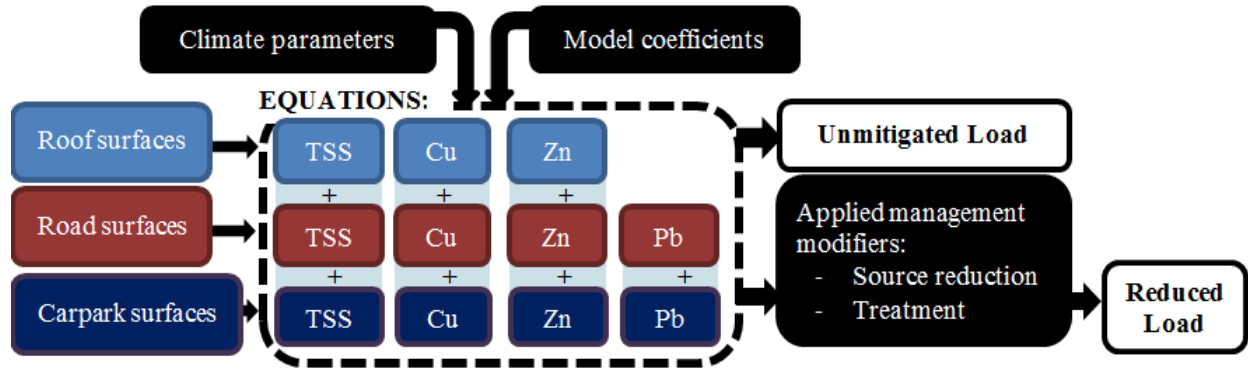 Climate parameters
Model coefficients
EQUATIONS:
Roof surfaces
TSS
Cu
Zn
Unmitigated Load
+
+
+
Road surfaces
TSS
Cu
Zn
Pb
+
+
+
+
Carpark surfaces
TSS
Cu
Zn
Pb
Applied management
modifiers:
- Source reduction
- Treatment
Reduced
Load